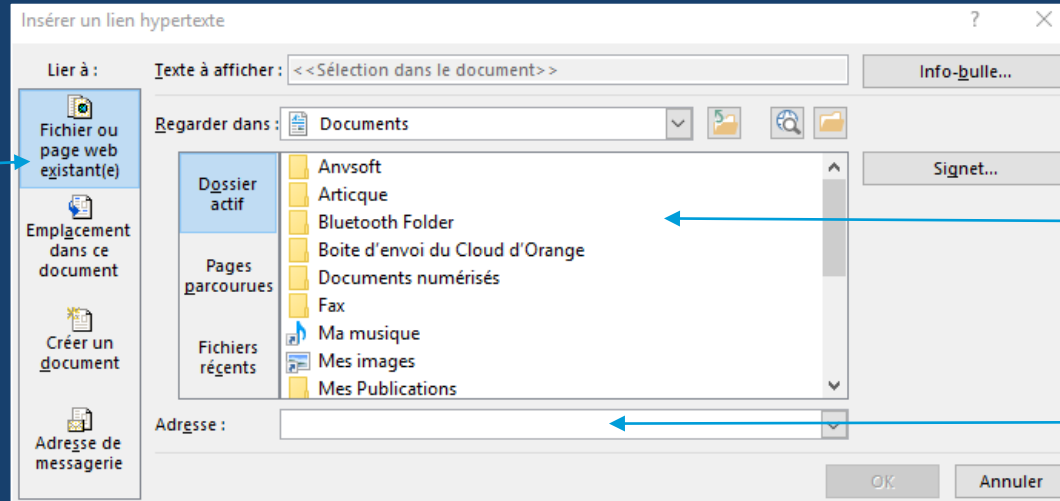 Insérer un lien hypertexte
?
Lier à :
Texte à afficher :
<<Sélection dans le document>>
Info-bulle...
Fichier ou
page web
existant(e)
Regarder dans :
Documents
Emplacement
dans ce
document
Créer un
document
Adresse de
messagerie
Dossier
actif
Pages
parcourues
Fichiers
récents
Anvsoft
Articque
Bluetooth Folder
Boite d'envoi du Cloud d'Orange
Documents numérisés
Fax
Ma musique
Mes images
Mes Publications
Signet...
Adresse :
OK
Annuler